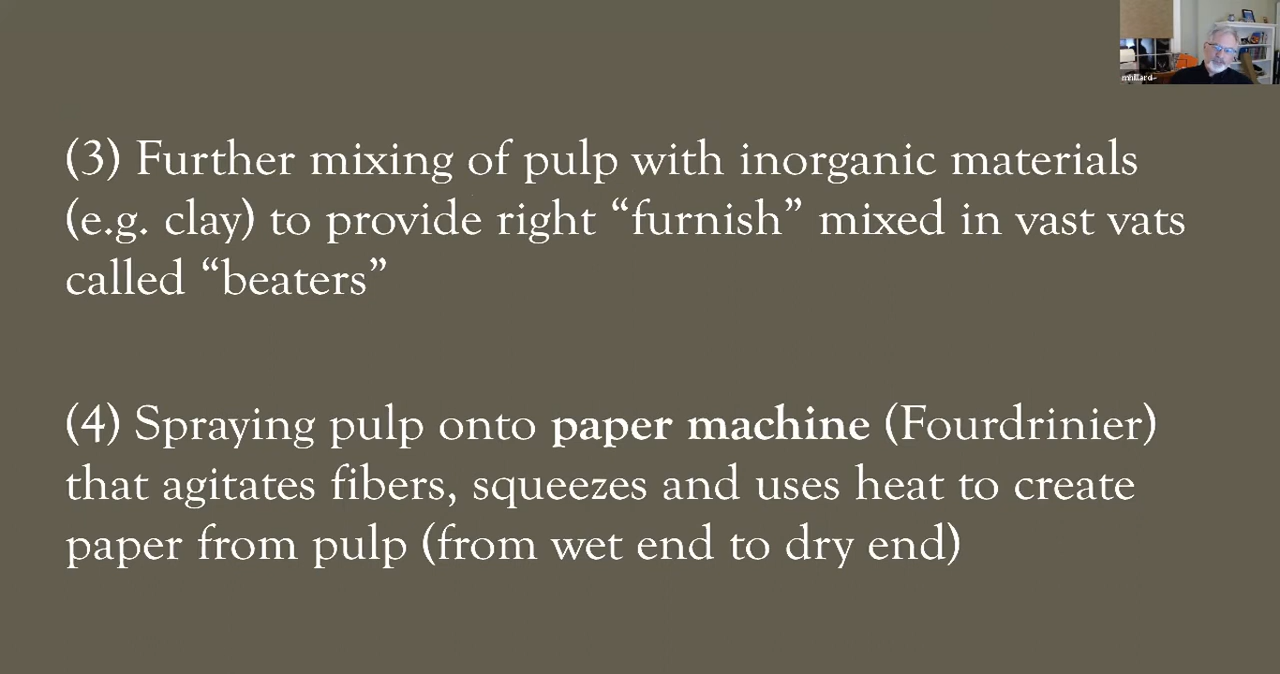 mhillard
(3) Further mixing of pulp with inorganic materials
(e.g. clay) to provide right “furnish” mixed in vast vats
called “beaters”
(4) Spraying pulp onto paper machine (Fourdrinier)
that agitates fibers, squeezes and uses heat to create
paper from pulp (from wet end to dry end)